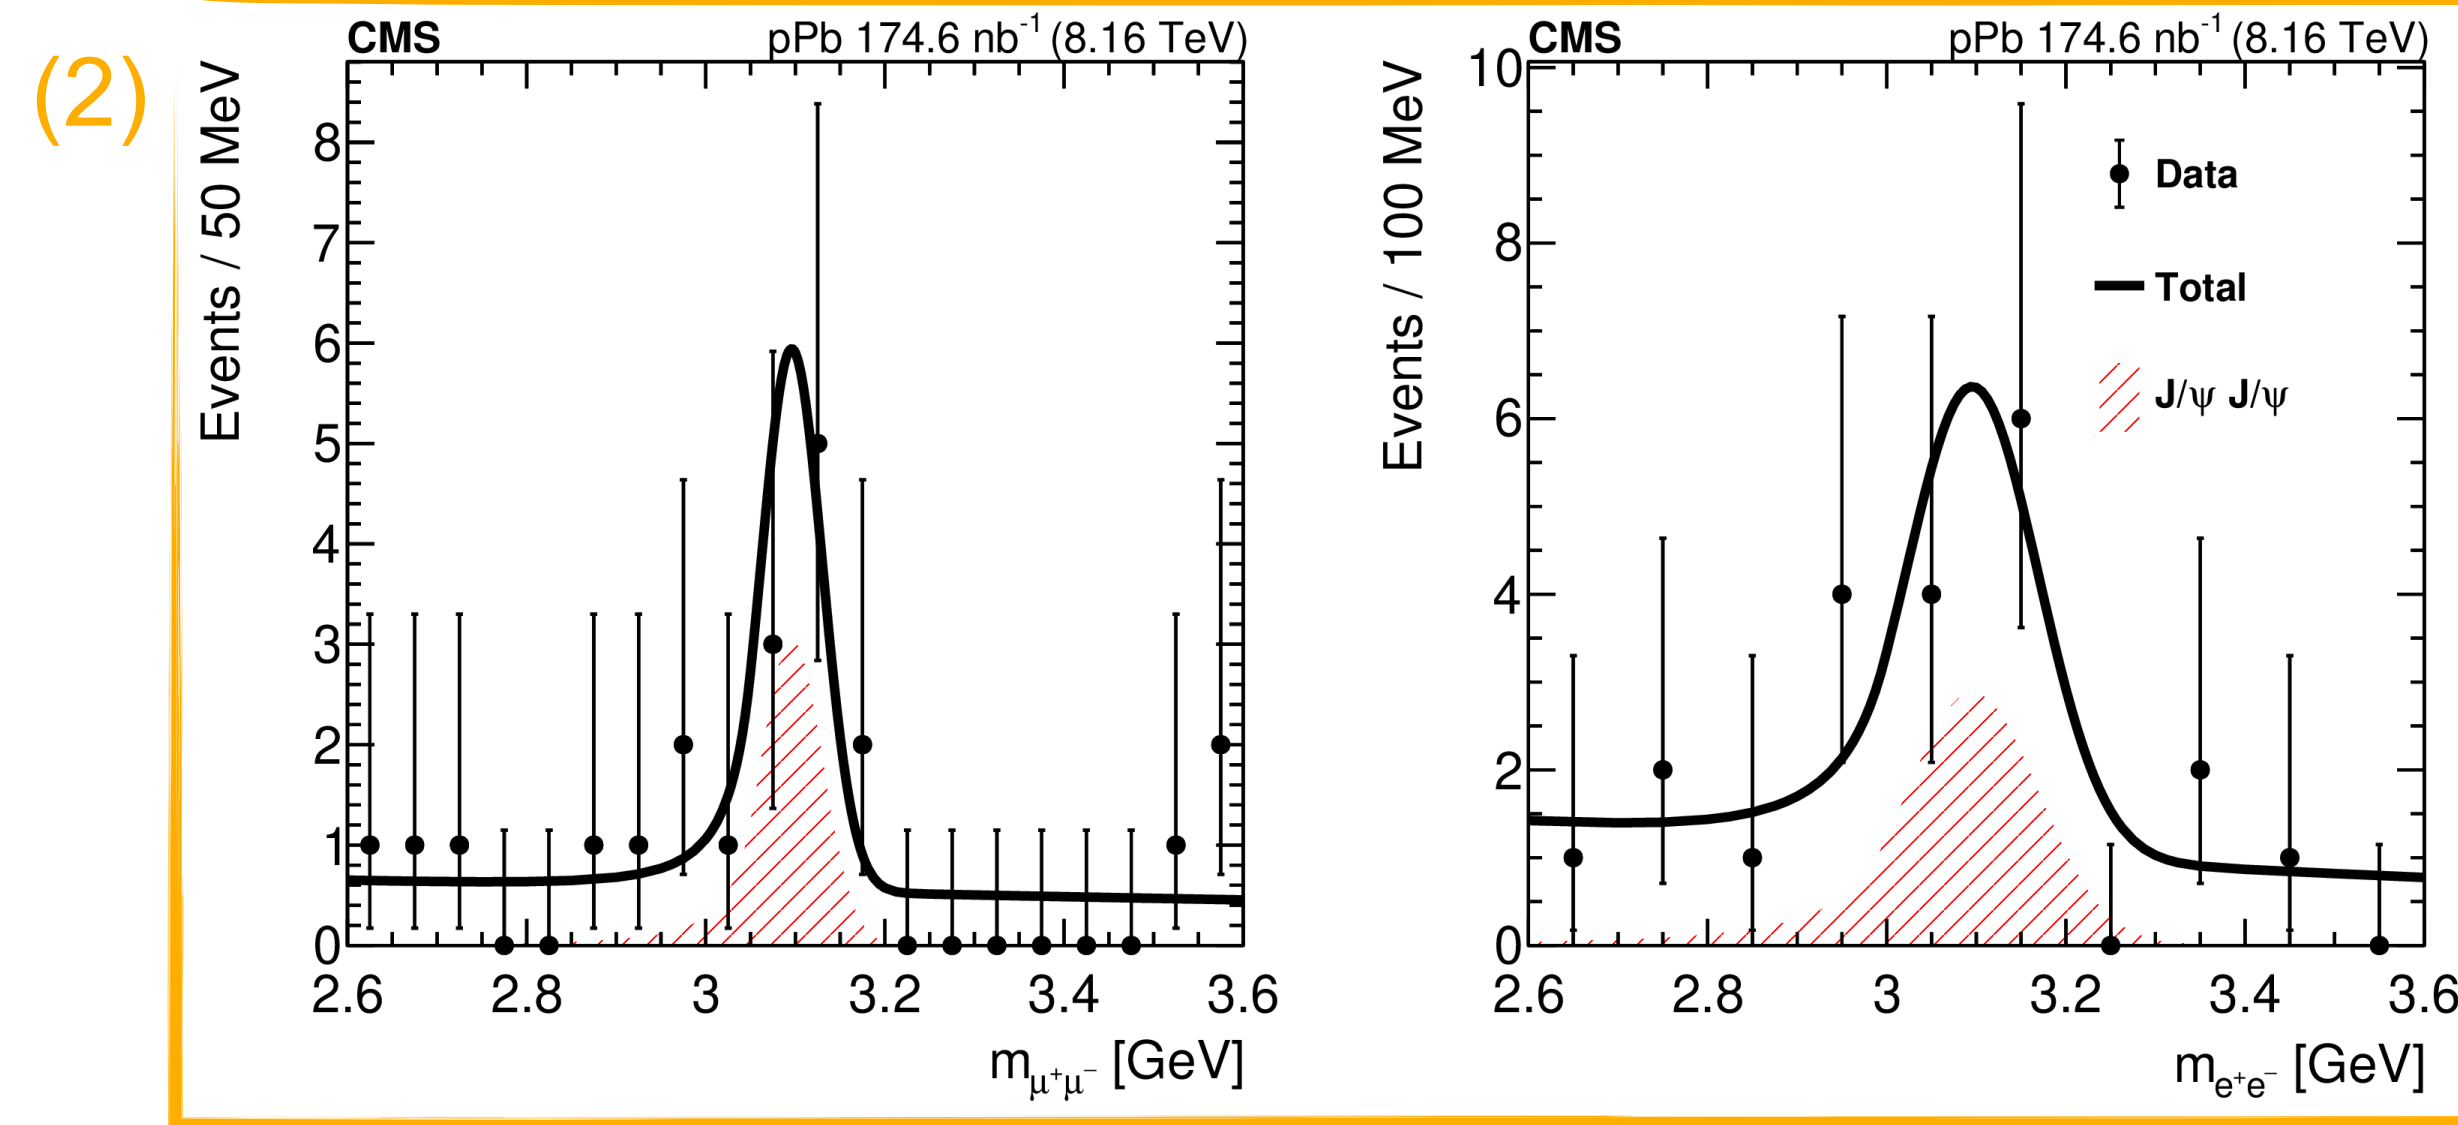 (2)
CMS pPb 174.6 nb⁻¹ (8.16 TeV)
Events / 50 MeV
8
7
6
5
4
3
2
1
0
2.6 2.8 3 3.2 3.4 3.6
m_μ⁺μ⁻ [GeV]
CMS pPb 174.6 nb⁻¹ (8.16 TeV)
Events / 100 MeV
10
8
6
4
2
0
Data
Total
J/ψ J/ψ
2.6 2.8 3 3.2 3.4 3.6
m_e⁺e⁻ [GeV]